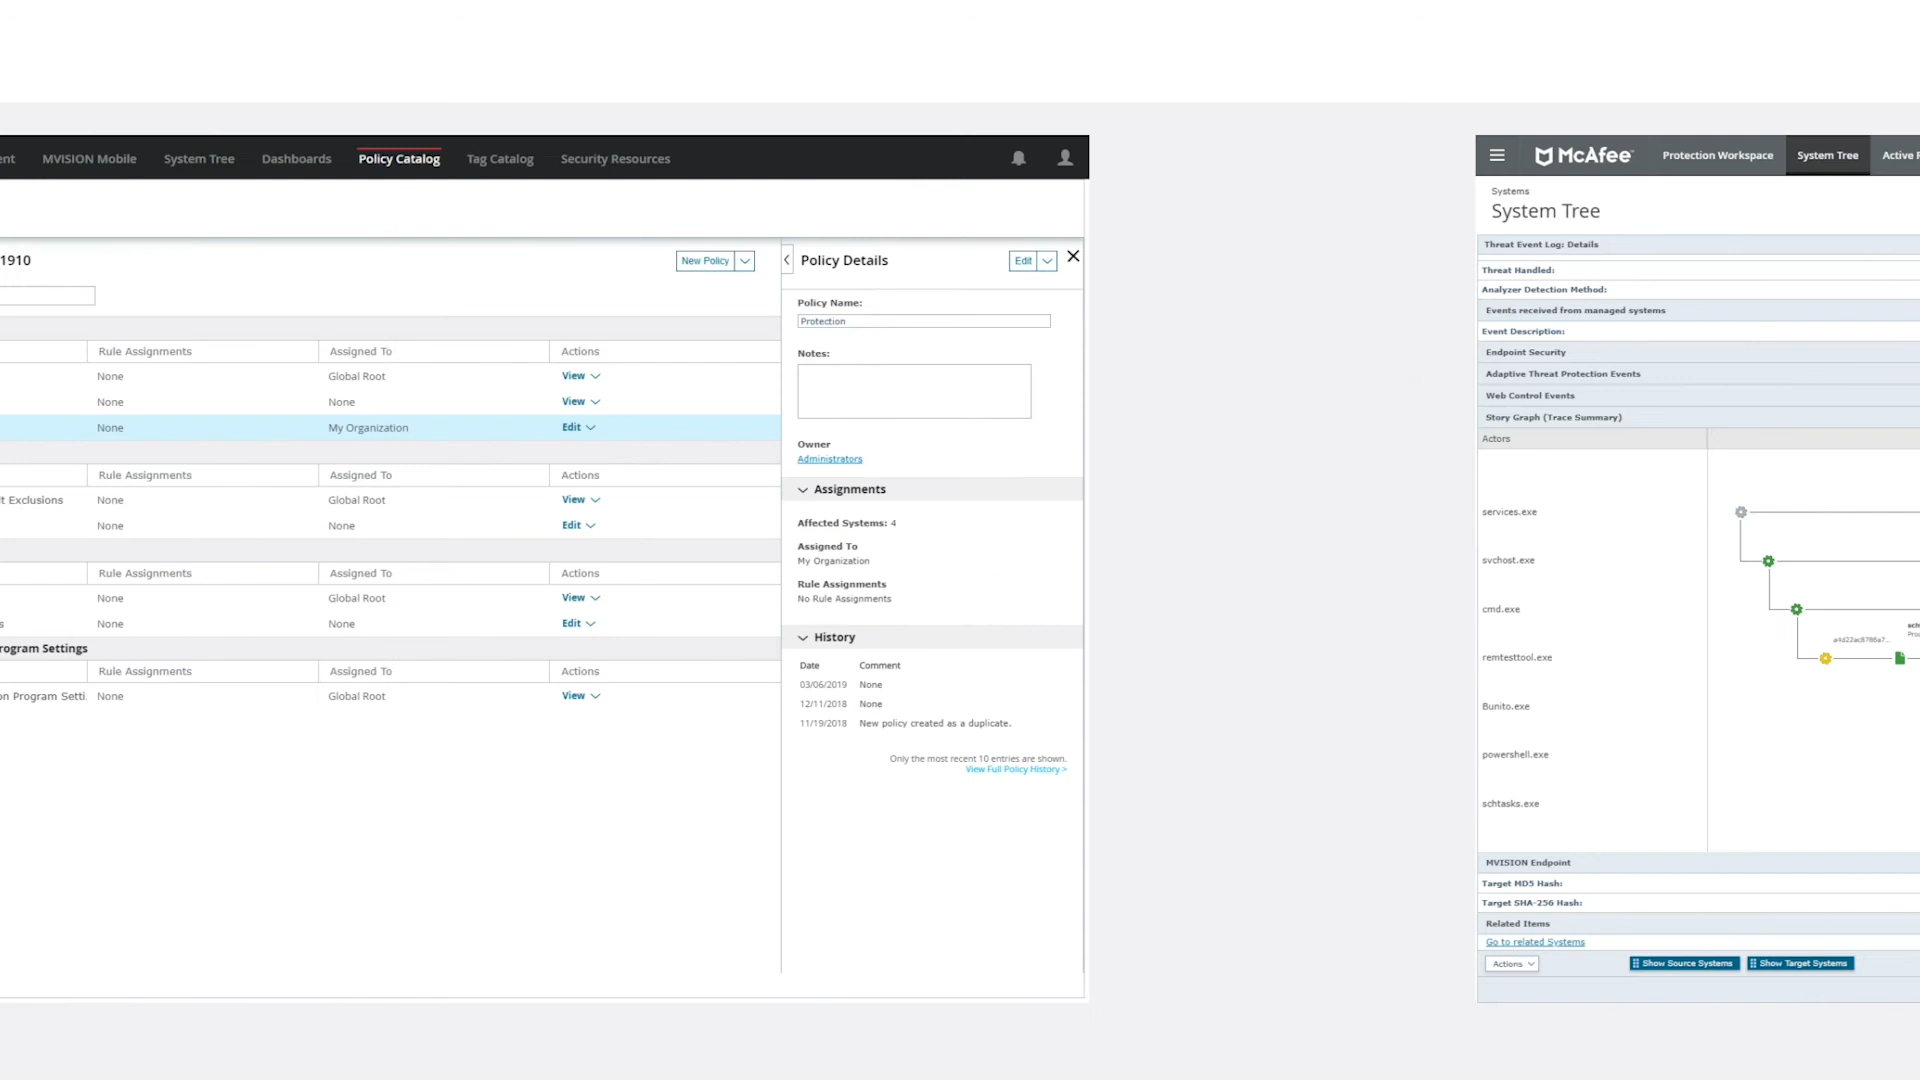 ent MVISION Mobile System Tree Dashboards Policy Catalog Tag Catalog Security Resources
1910 New Policy
Rule Assignments Assigned To Actions
None Global Root View
None None View
None My Organization Edit
Rule Assignments Assigned To Actions
lt Exclusions None Global Root View
None None Edit
Rule Assignments Assigned To Actions
None Global Root View
s None None Edit
rogram Settings
Rule Assignments Assigned To Actions
on Program Setti. None Global Root View
Policy Details Edit
Policy Name:
Protection
Notes:
Owner
Administrators
Assignments
Affected Systems: 4
Assigned To
My Organization
Rule Assignments
No Rule Assignments
History
Date Comment
03/06/2019 None
12/11/2018 None
11/19/2018 New policy created as a duplicate.
Only the most recent 10 entries are shown.
View Full Policy History >
McAfee Protection Workspace System Tree Active
Systems
System Tree
Threat Event Log: Details
Threat Handled:
Analyzer Detection Method:
Events received from managed systems
Event Description:
Endpoint Security
Adaptive Threat Protection Events
Web Control Events
Story Graph (Trace Summary)
Actors
services.exe
svchost.exe
cmd.exe
sch
Proc
a4d22ac8786a7...
remtesttool.exe
Bunito.exe
powershell.exe
schtasks.exe
MVISION Endpoint
Target MD5 Hash:
Target SHA-256 Hash:
Related Items
Go to related Systems
Actions Show Source Systems Show Target Systems